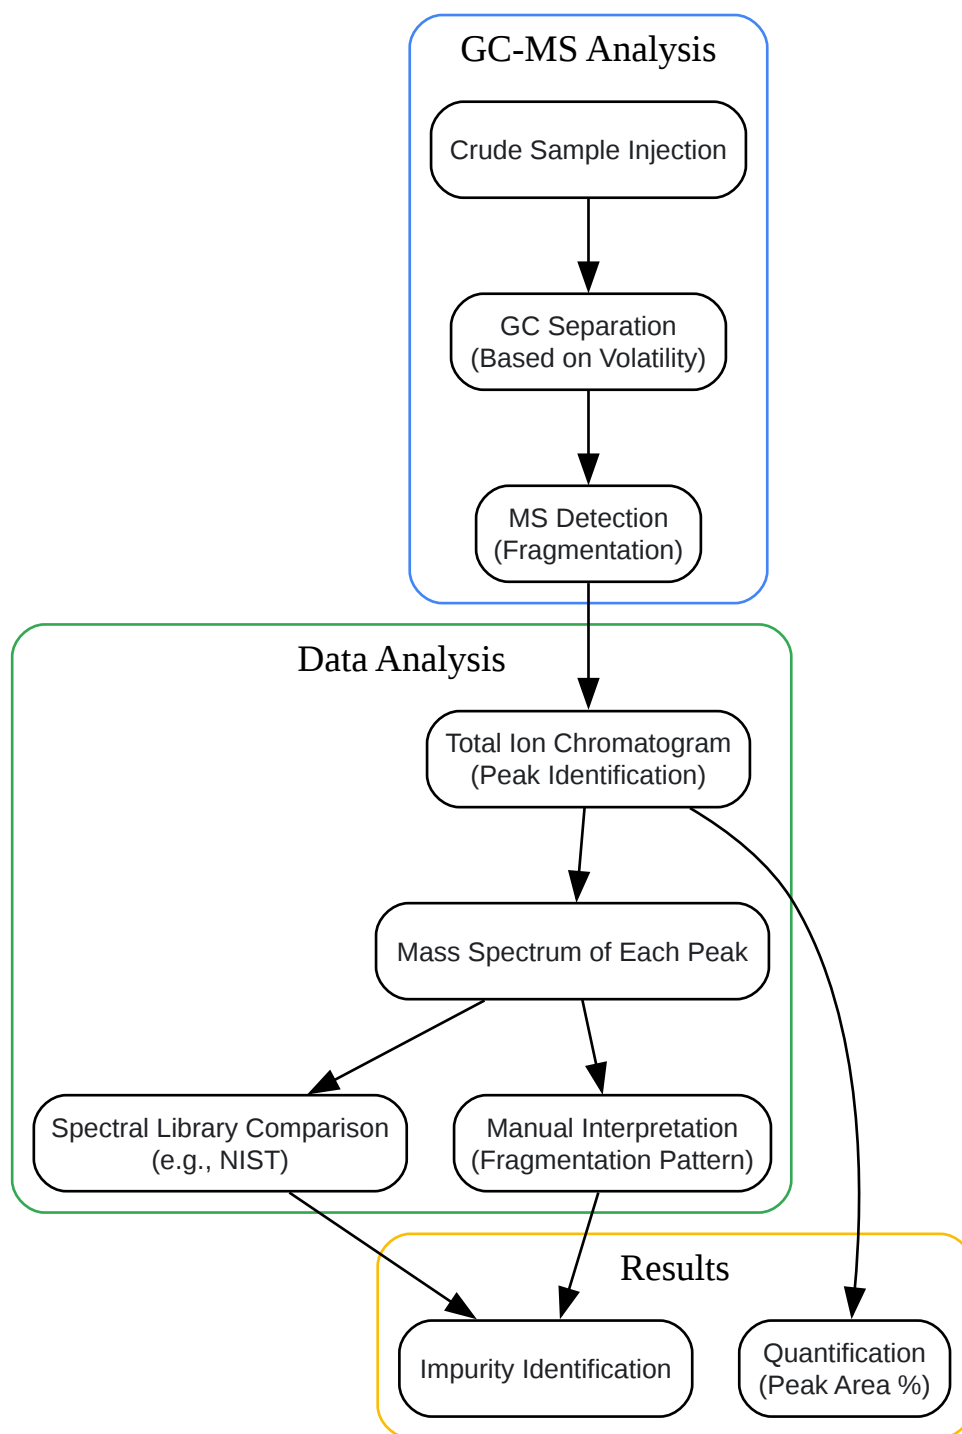 GC-MS Analysis
Crude Sample Injection
GC Separation
(Based on Volatility)
MS Detection
(Fragmentation)
Data Analysis
Total Ion Chromatogram
(Peak Identification)
Mass Spectrum of Each Peak
Spectral Library Comparison
(e.g., NIST)
Manual Interpretation
(Fragmentation Pattern)
Results
Impurity Identification
Quantification
(Peak Area %)